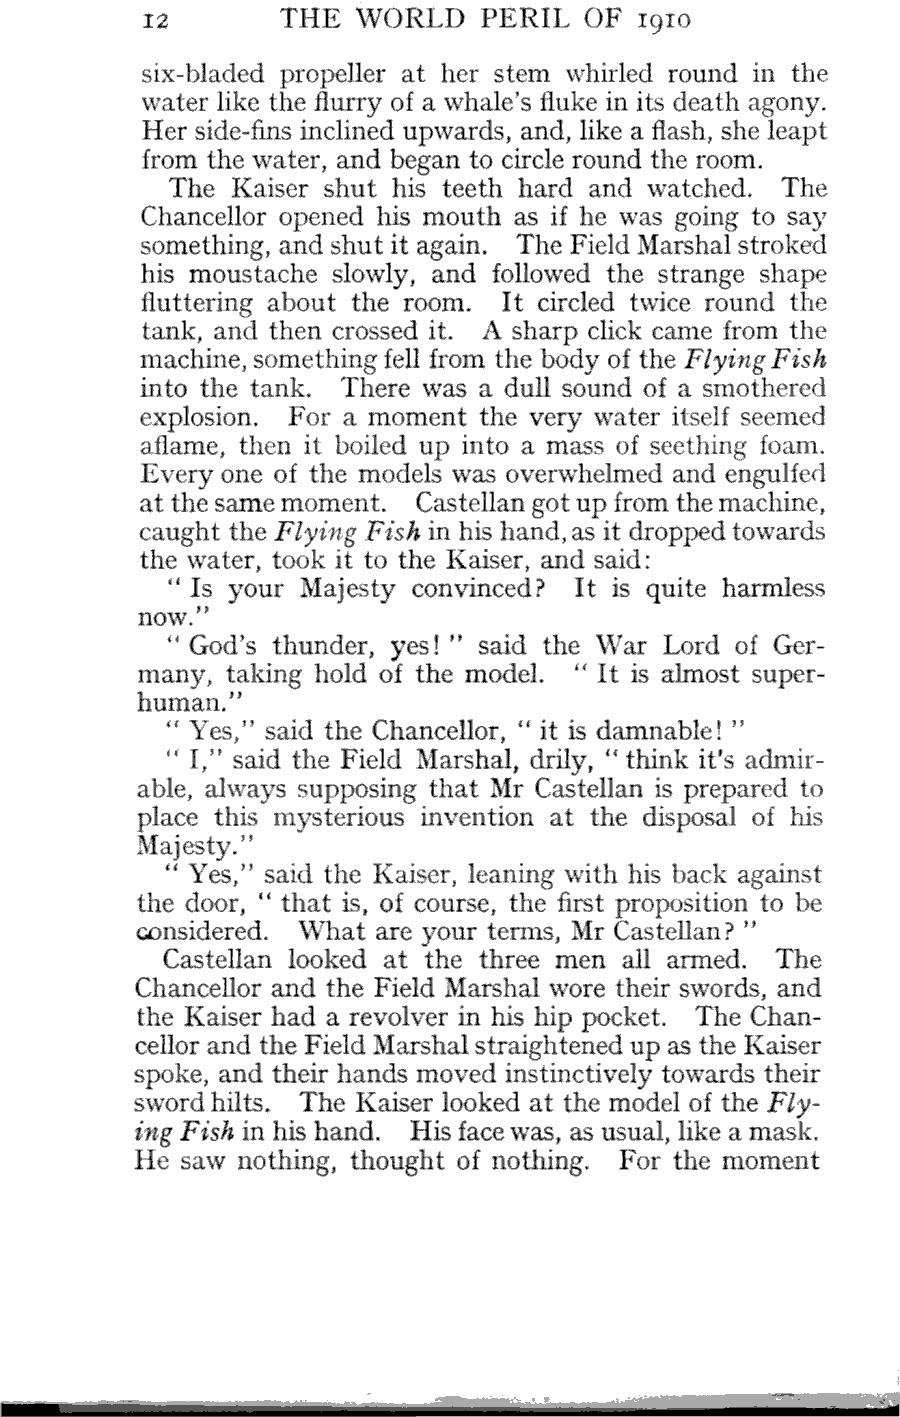 12 THE WORLD PERIL OF 1910
six-bladed propeller at her stem whirled round in the
water like the flurry of a whale's fluke in its death agony.
Her side-fins inclined upwards, and, like a flash, she leapt
from the water, and began to circle round the room.
The Kaiser shut his teeth hard and watched. The
Chancellor opened his mouth as if he was going to say
something, and shut it again. The Field Marshal stroked
his moustache slowly, and followed the strange shape
fluttering about the room. It circled twice round the
tank, and then crossed it. A sharp click came from the
machine, something fell from the body of the Flying Fish
into the tank. There was a dull sound of a smothered
explosion. For a moment the very water itself seemed
aflame, then it boiled up into a mass of seething foam.
Every one of the models was overwhelmed and engulfed
at the same moment. Castellan got up from the machine,
caught the Flying Fish in his hand, as it dropped towards
the water, took it to the Kaiser, and said:
" Is your Majesty convinced? It is quite harmless
now."
" God's thunder, yes! " said the War Lord of Ger-
many, taking hold of the model. " It is almost super-
human."
" Yes," said the Chancellor, " it is damnable! "
" I," said the Field Marshal, drily, " think it's admir-
able, always supposing that Mr Castellan is prepared to
place this mysterious invention at the disposal of his
Majesty."
" Yes," said the Kaiser, leaning with his back against
the door, " that is, of course, the first proposition to be
considered. What are your terms, Mr Castellan? "
Castellan looked at the three men all armed. The
Chancellor and the Field Marshal wore their swords, and
the Kaiser had a revolver in his hip pocket. The Chan-
cellor and the Field Marshal straightened up as the Kaiser
spoke, and their hands moved instinctively towards their
sword hilts. The Kaiser looked at the model of the Fly-
ing Fish in his hand. His face was, as usual, like a mask.
He saw nothing, thought of nothing. For the moment